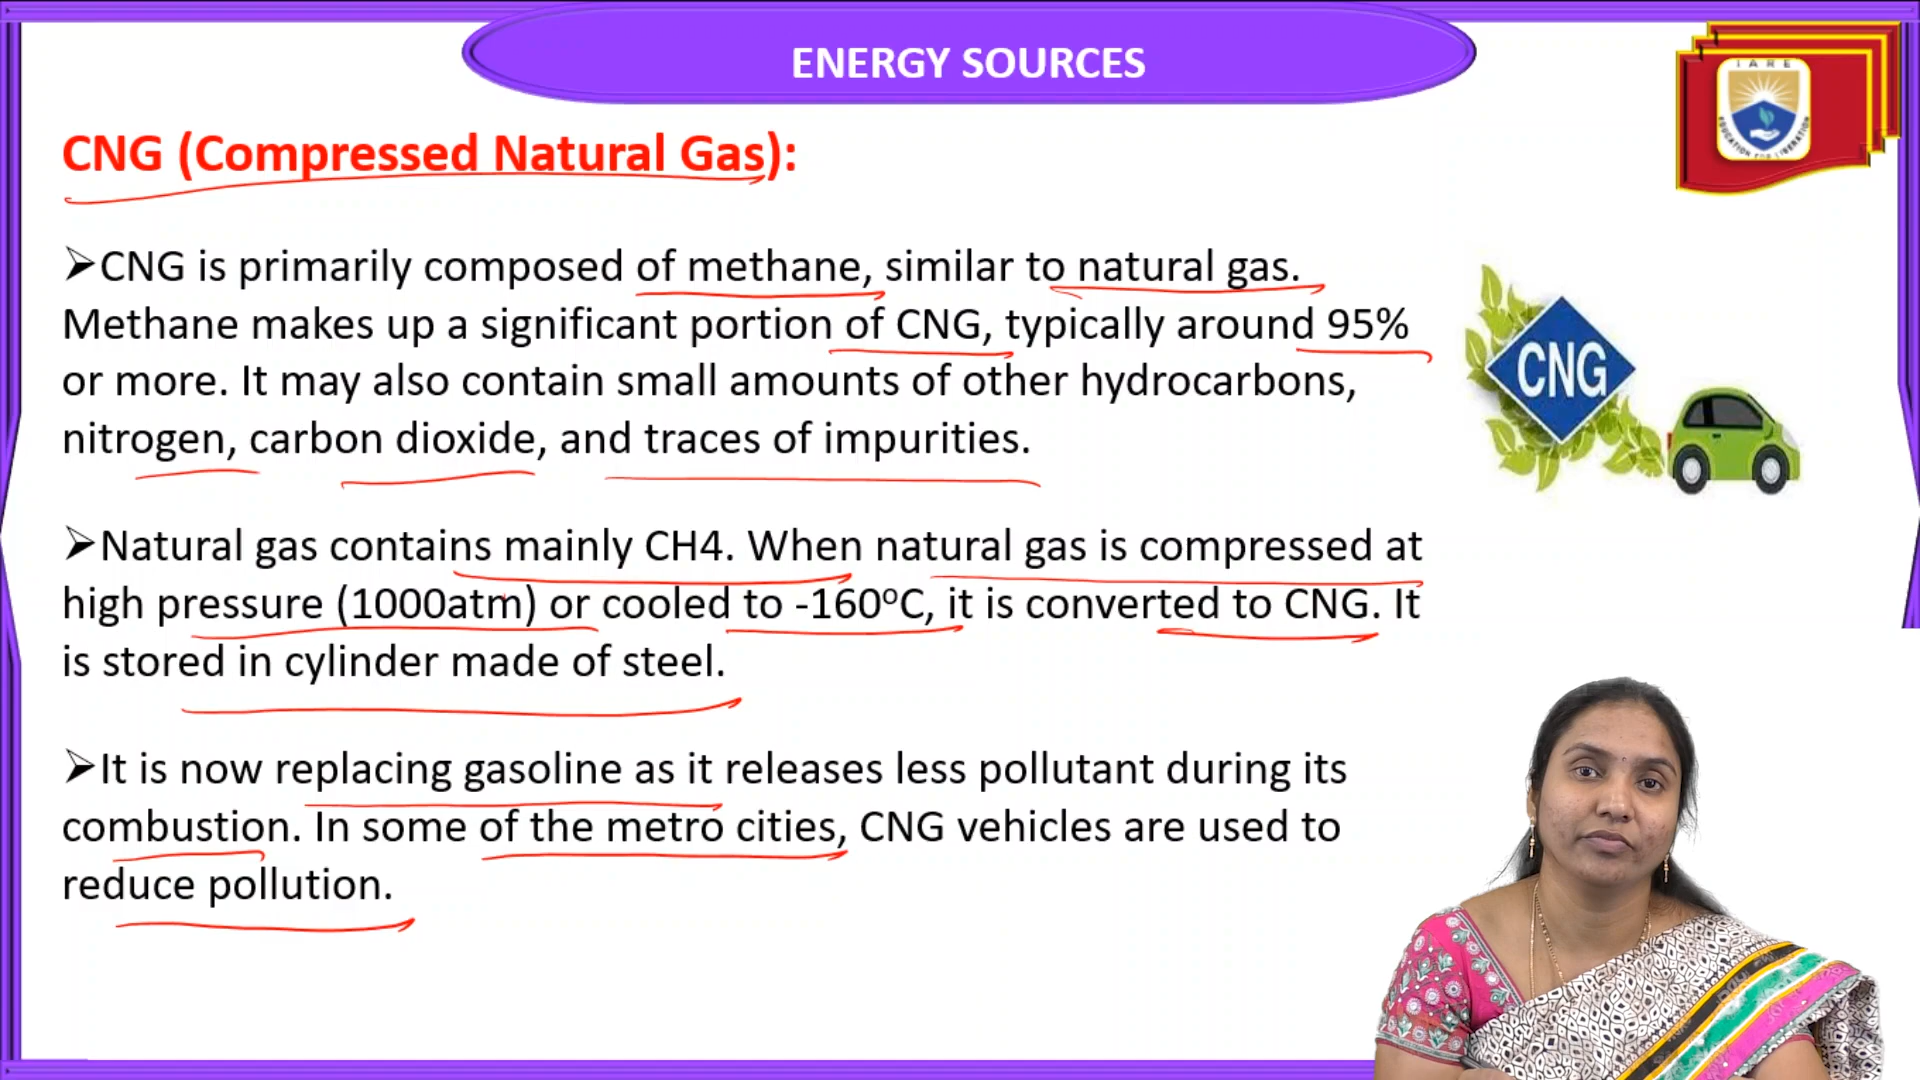 ENERGY SOURCES
IARE
EDUCATION FOR LIBERATION
CNG (Compressed Natural Gas):
➢CNG is primarily composed of methane, similar to natural gas.
Methane makes up a significant portion of CNG, typically around 95%
or more. It may also contain small amounts of other hydrocarbons,
nitrogen, carbon dioxide, and traces of impurities.
CNG
➢Natural gas contains mainly CH4. When natural gas is compressed at
high pressure (1000atm) or cooled to -160ºC, it is converted to CNG. It
is stored in cylinder made of steel.
➢It is now replacing gasoline as it releases less pollutant during its
combustion. In some of the metro cities, CNG vehicles are used to
reduce pollution.